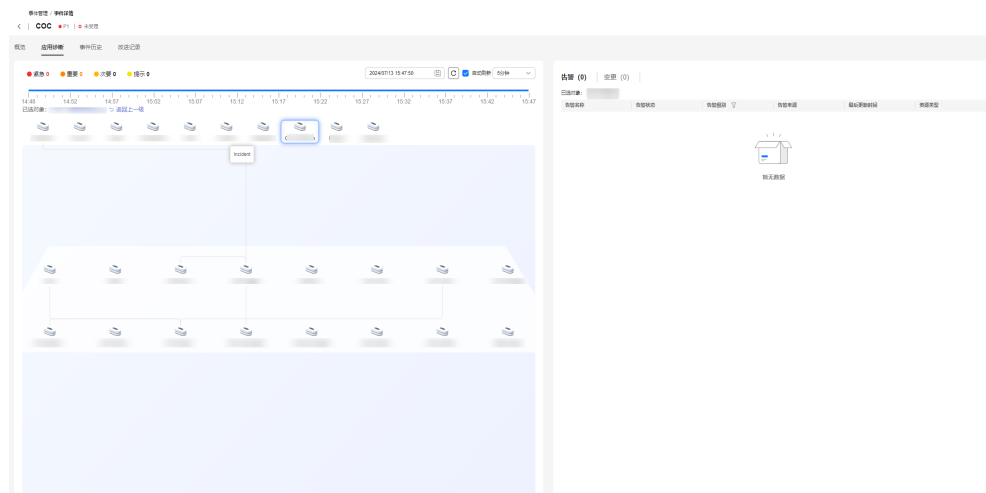 事件管理 / 事件详情
COC P1 未受理
概览 应用诊断 事件历史 改进记录
紧急 0 重要 0 次要 0 提示 0
2024/07/13 15:47:50 自动刷新 5分钟
14:48 14:52 14:57 15:02 15:07 15:12 15:17 15:22 15:27 15:32 15:37 15:42 15:47
已选对象: 返回上一级
Incident
告警 (0) 变更 (0)
已选对象:
告警名称 告警状态 告警级别 告警来源 最后更新时间 资源类型
暂无数据